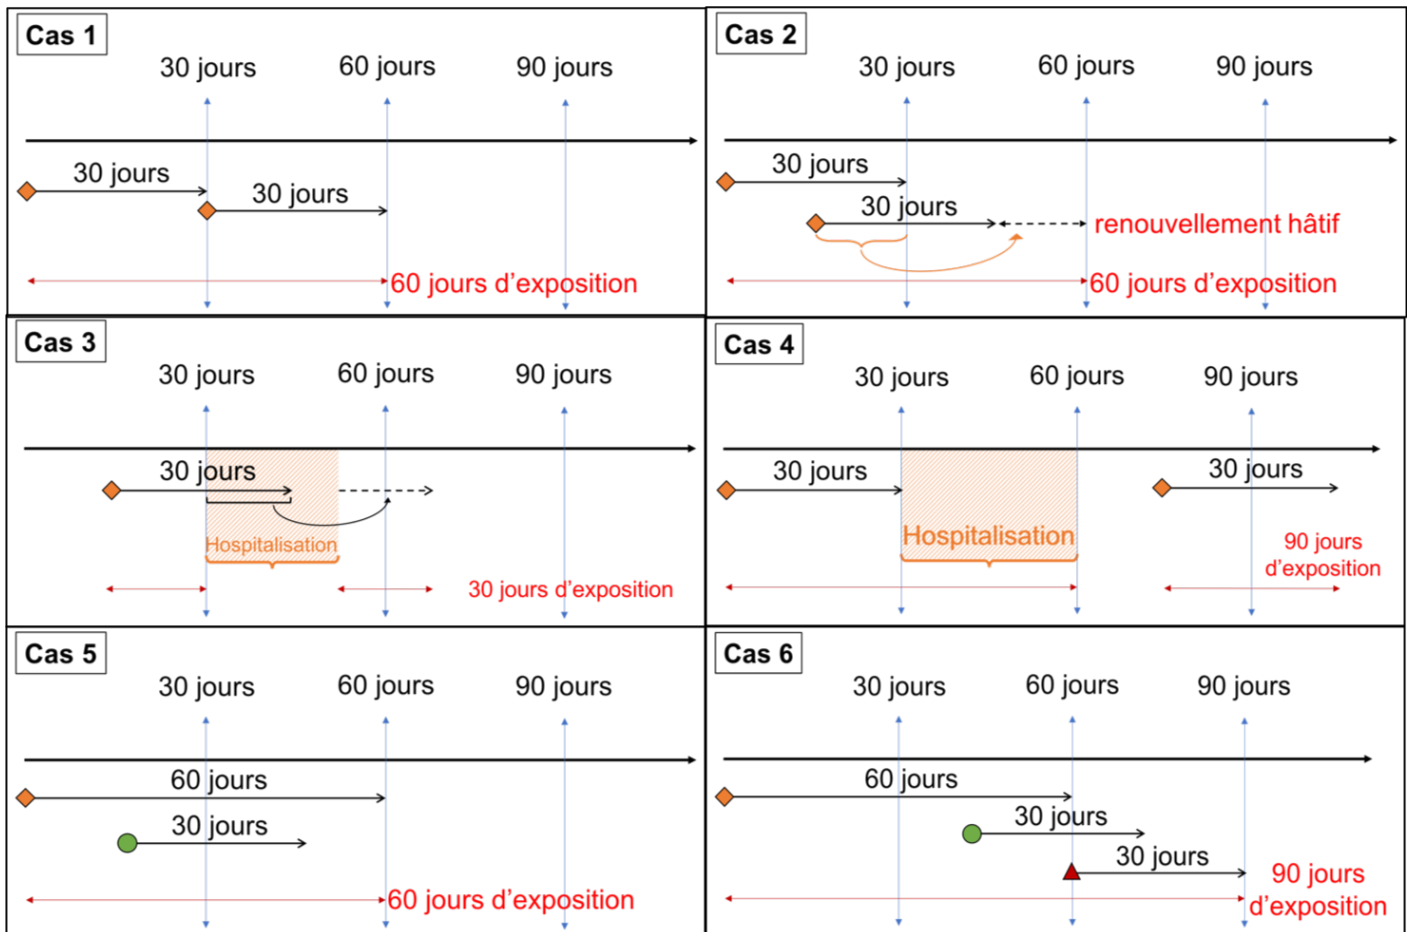 Cas 1
30 jours 60 jours 90 jours
30 jours
30 jours
60 jours d'exposition
Cas 2
30 jours 60 jours 90 jours
30 jours
30 jours
renouvellement hâtif
60 jours d'exposition
Cas 3
30 jours 60 jours 90 jours
30 jours
Hospitalisation
30 jours d'exposition
Cas 4
30 jours 60 jours 90 jours
30 jours
30 jours
Hospitalisation
90 jours
d'exposition
Cas 5
30 jours 60 jours 90 jours
60 jours
30 jours
60 jours d'exposition
Cas 6
30 jours 60 jours 90 jours
60 jours
30 jours
30 jours
90 jours
d'exposition